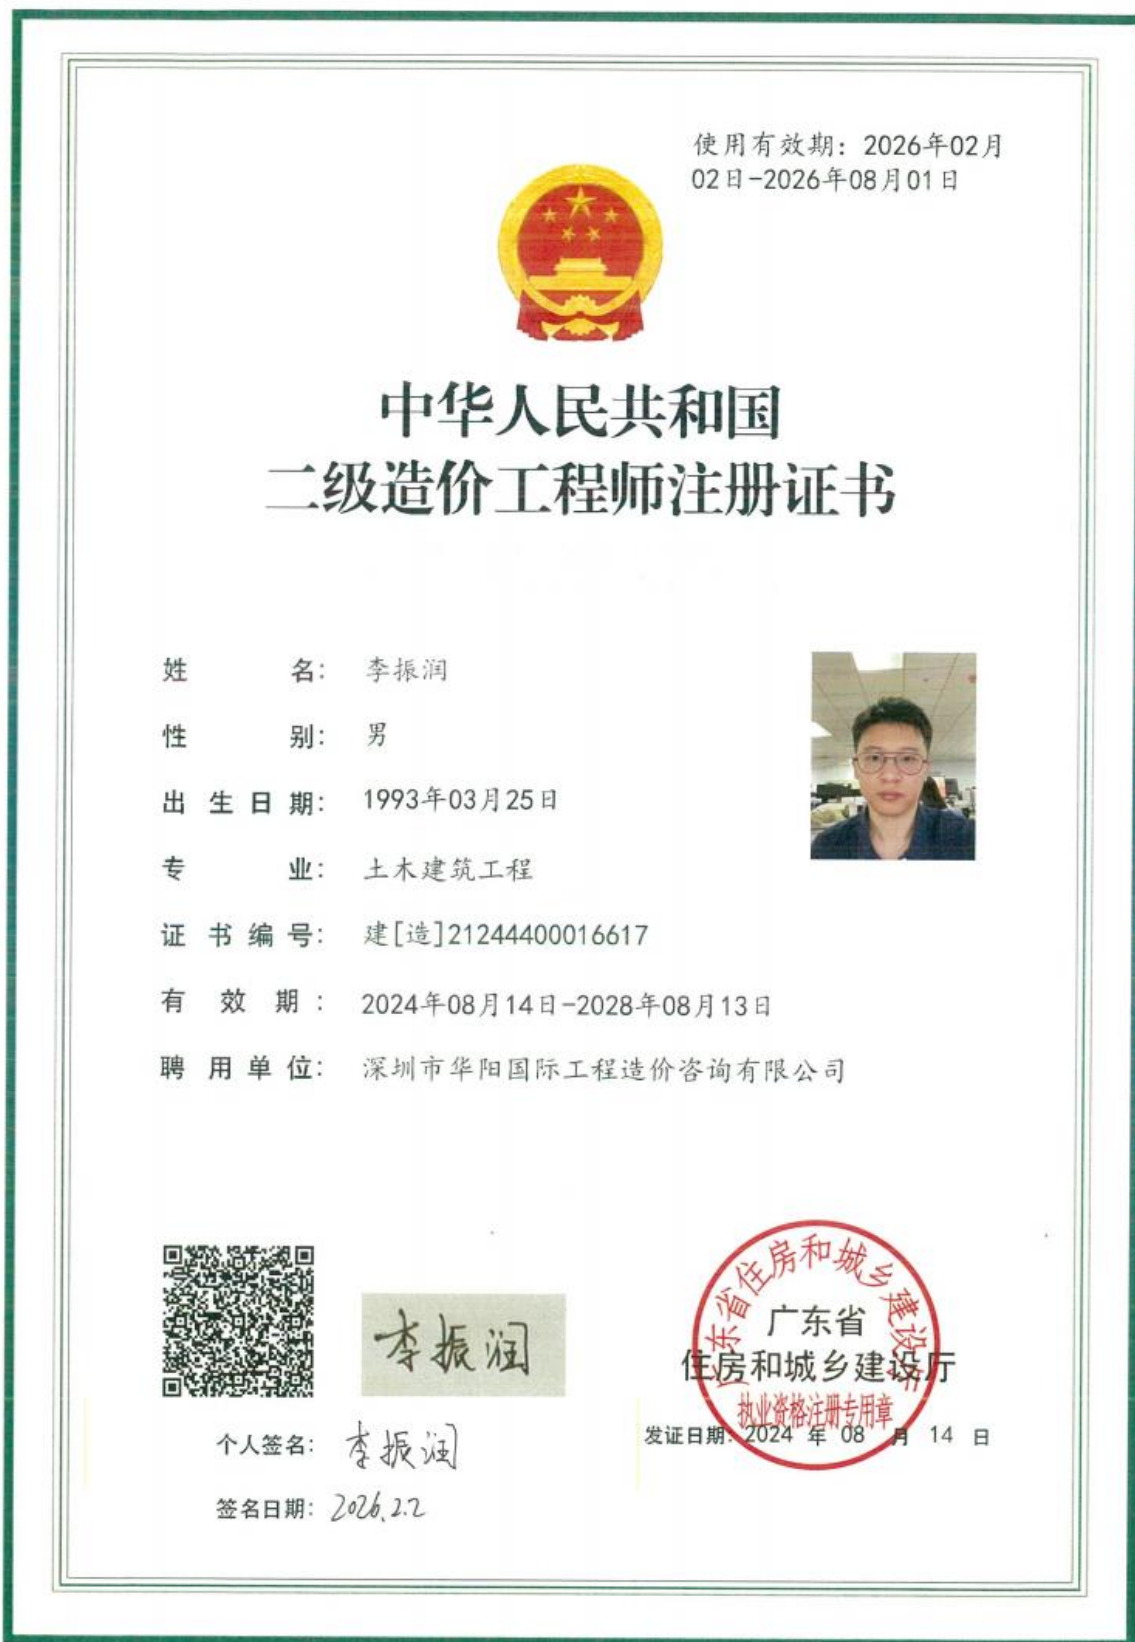 使用有效期：2026年02月
02日-2026年08月01日
中华人民共和国
二级造价工程师注册证书
姓 名：李振润
性 别：男
出生日期：1993年03月25日
专 业：土木建筑工程
证书编号：建[造]21244400016617
有 效 期：2024年08月14日-2028年08月13日
聘用单位：深圳市华阳国际工程造价咨询有限公司
李振润
个人签名：李振润
签名日期：2026.2.2
广东省住房和城乡建设厅
广东省
住房和城乡建设厅
执业资格注册专用章
发证日期：2024 年 08 月 14 日